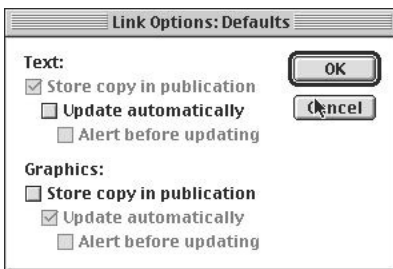 Link Options: Defaults
Text:
OK
Store copy in publication
Update automatically
Cancel
Alert before updating
Graphics:
Store copy in publication
Update automatically
Alert before updating